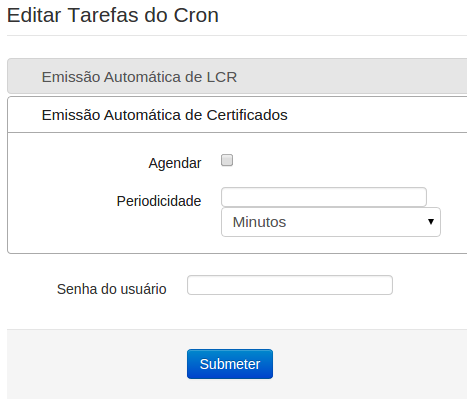 Editar Tarefas do Cron
Emissão Automática de LCR
Emissão Automática de Certificados
Agendar
Periodicidade
Minutos
Senha do usuário
Submeter